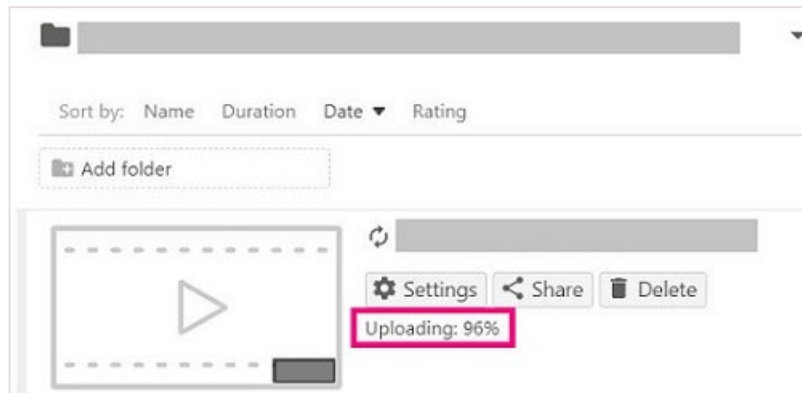 Sort by: Name Duration Date Rating
Add folder
Settings Share Delete
Uploading: 96%